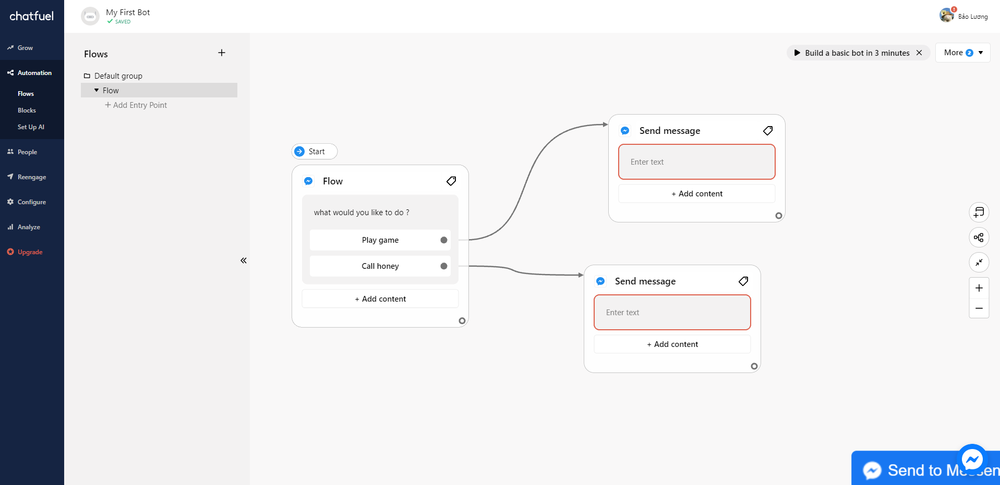 chatfuel
My First Bot
SAVED
Bảo Lương
Grow
Automation
Flows
Blocks
Set Up AI
People
Reengage
Configure
Analyze
Upgrade
Flows
Default group
Flow
Add Entry Point
Build a basic bot in 3 minutes
More 2
Start
Flow
what would you like to do ?
Play game
Call honey
+ Add content
Send message
Enter text
+ Add content
Send message
Enter text
+ Add content
Send to